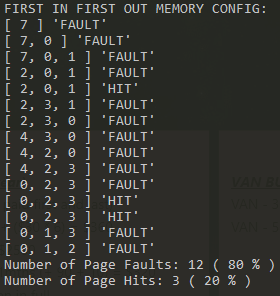 FIRST IN FIRST OUT MEMORY CONFIG:
[ 7 ] 'FAULT'
[ 7, 0 ] 'FAULT'
[ 7, 0, 1 ] 'FAULT'
[ 2, 0, 1 ] 'FAULT'
[ 2, 0, 1 ] 'HIT'
[ 2, 3, 1 ] 'FAULT'
[ 2, 3, 0 ] 'FAULT'
[ 4, 3, 0 ] 'FAULT'
[ 4, 2, 0 ] 'FAULT'
[ 4, 2, 3 ] 'FAULT'
[ 0, 2, 3 ] 'FAULT'
[ 0, 2, 3 ] 'HIT'
[ 0, 2, 3 ] 'HIT'
[ 0, 1, 3 ] 'FAULT'
[ 0, 1, 2 ] 'FAULT'
Number of Page Faults: 12 ( 80 % )
Number of Page Hits: 3 ( 20 % )